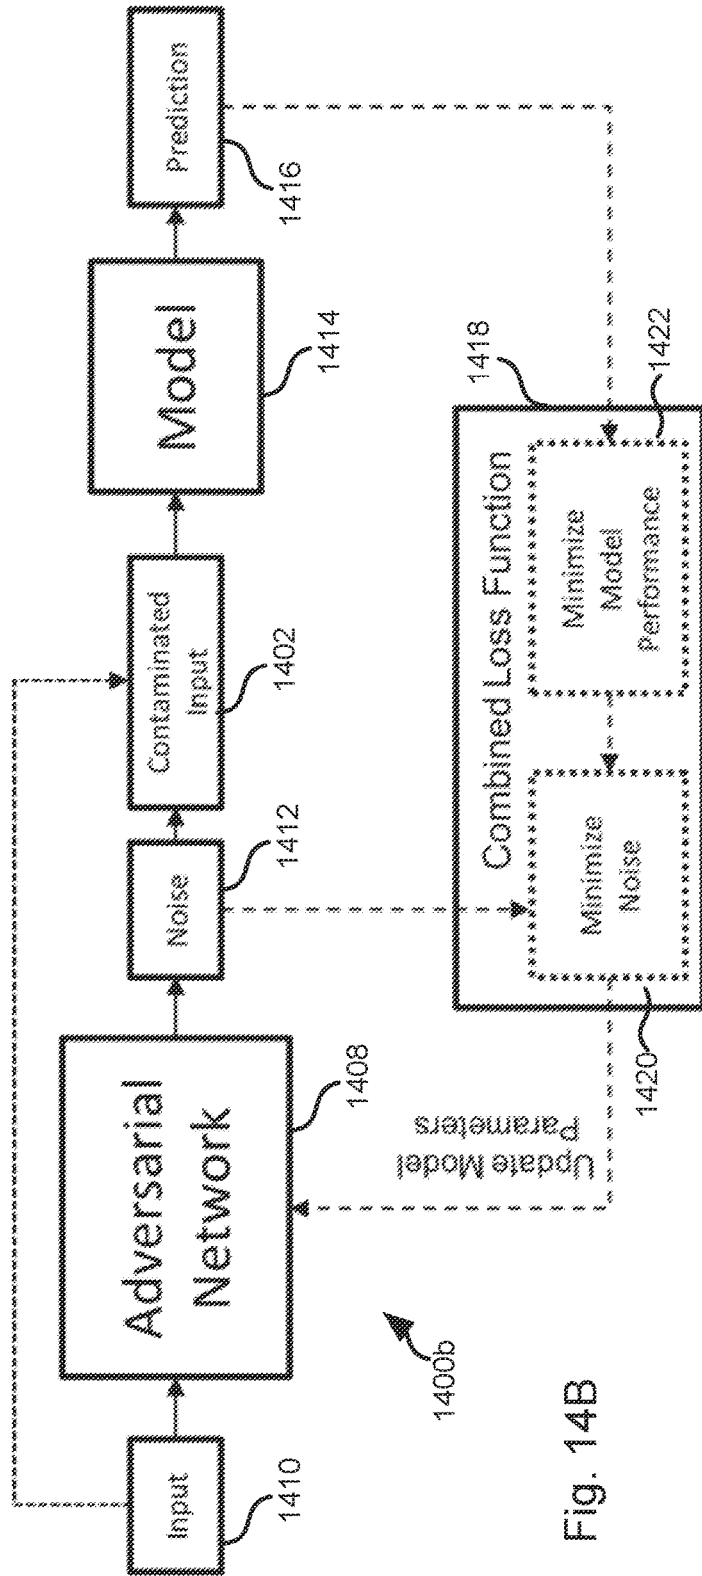 Input
1410
Adversarial
Network
1408
Noise
1412
Contaminated
Input
1402
Model
1414
Prediction
1416
Update Model
Parameters
Combined Loss Function
1418
Minimize
Noise
1420
Minimize
Model
Performance
1422
1400b
Fig. 14B